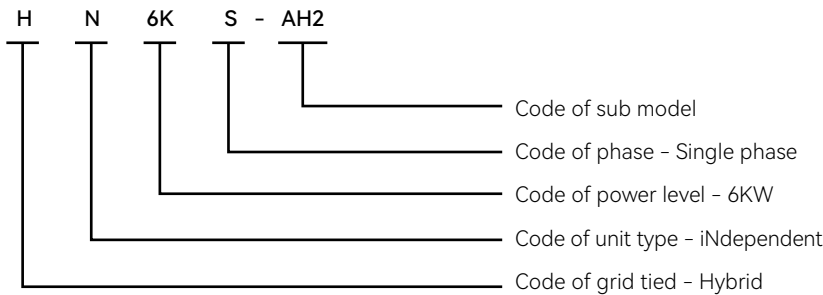 H N 6K S - AH2
Code of sub model
Code of phase - Single phase
Code of power level - 6KW
Code of unit type - iNdependent
Code of grid tied - Hybrid